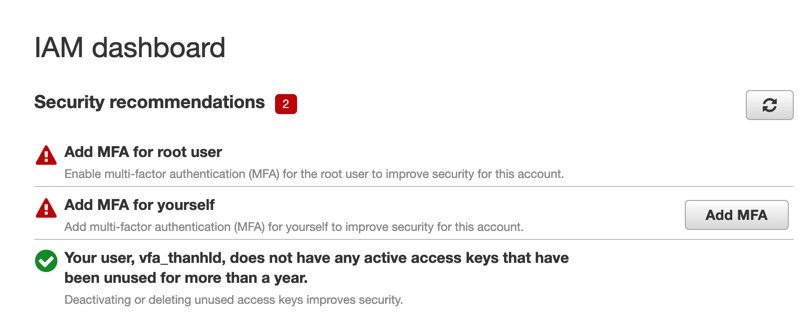 IAM dashboard
Security recommendations 2
Add MFA for root user
Enable multi-factor authentication (MFA) for the root user to improve security for this account.
Add MFA for yourself
Add multi-factor authentication (MFA) for yourself to improve security for this account.
Add MFA
Your user, vfa_thanhld, does not have any active access keys that have
been unused for more than a year.
Deactivating or deleting unused access keys improves security.